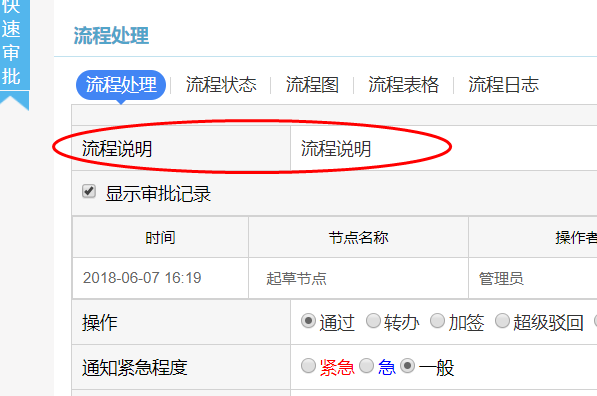 快速审批
流程处理
流程处理 流程状态 流程图 流程表格 流程日志
流程说明 流程说明
显示审批记录
时间 节点名称 操作者
2018-06-07 16:19 起草节点 管理员
操作 通过 转办 加签 超级驳回
通知紧急程度 紧急 急 一般